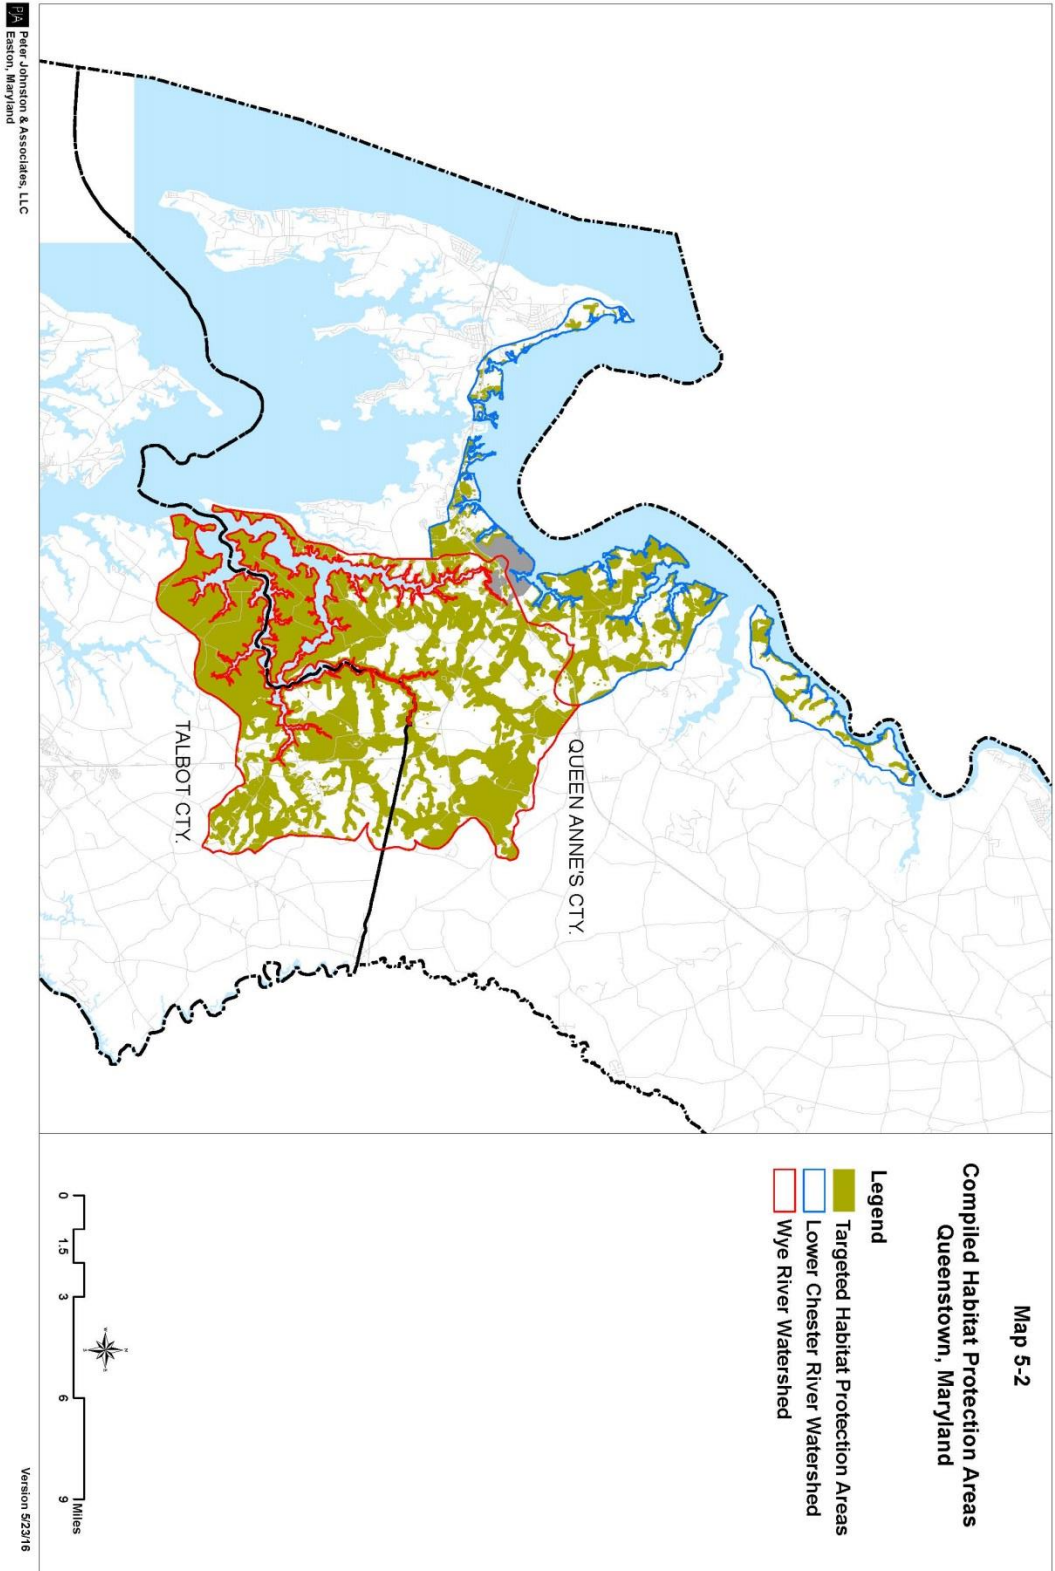 Map 5-2
Compiled Habitat Protection Areas
Queenstown, Maryland
Legend
Targeted Habitat Protection Areas
Lower Chester River Watershed
Wye River Watershed
QUEEN ANNE'S CTY.
TALBOT CTY.
0 1.5 3 6 9
Miles
PJA
Peter Johnston & Associates, LLC
Easton, Maryland
Version 5/23/16